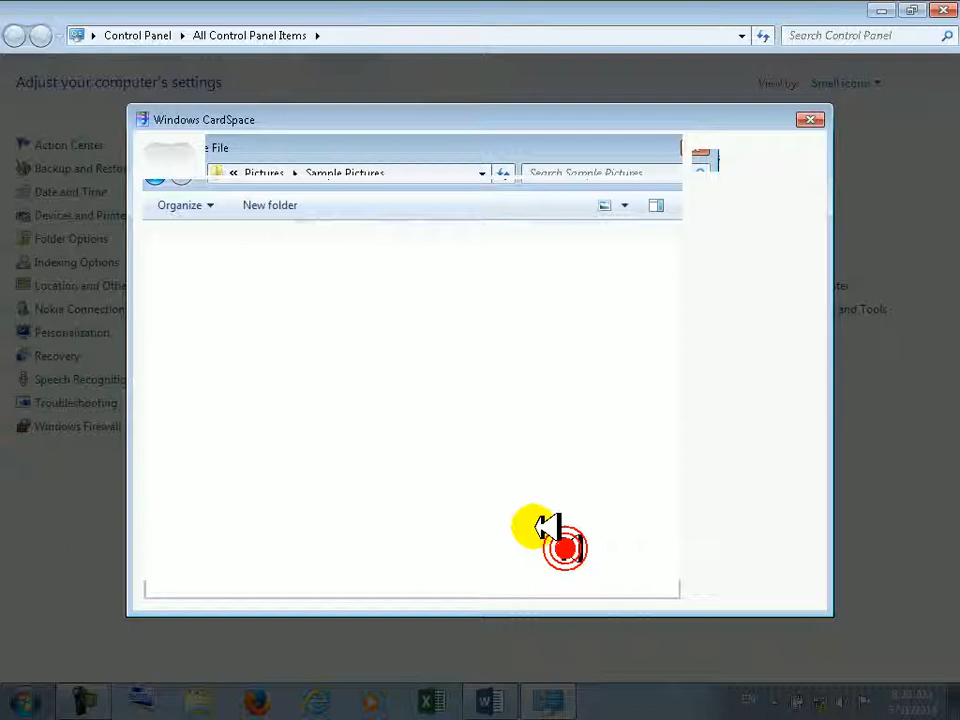 Control Panel All Control Panel Items Search Control Panel
Adjust your computer's settings View by: Small icons
Windows CardSpace
Action Center
e File
Backup and Resto
Pictures Sample Pictures Search Sample Pictures
Date and Time
Organize New folder
Devices and Printe
Folder Options
Indexing Options
Location and Othe
Nokia Connection and Tools
Personalization
Recovery
Speech Recogniti
Troubleshooting
Windows Firewall
EN